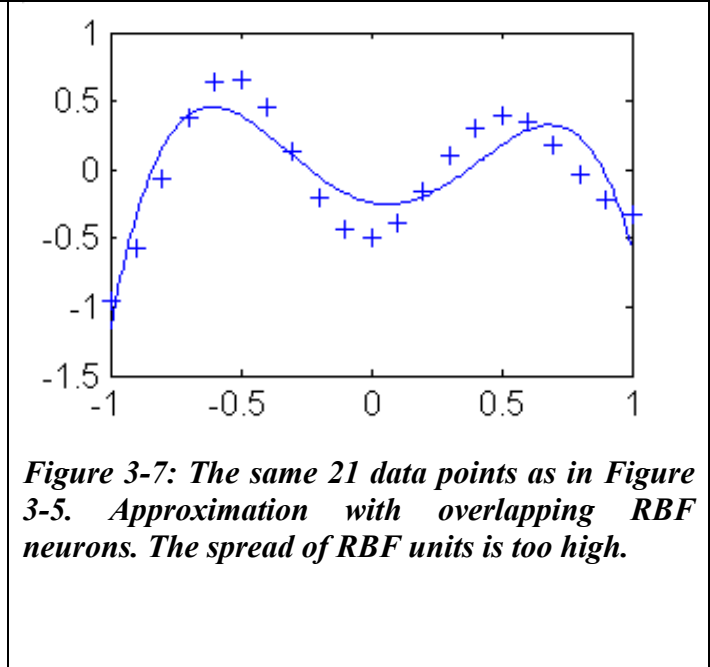 1
0.5
0
-0.5
-1
-1.5
-1 -0.5 0 0.5 1
Figure 3-7: The same 21 data points as in Figure
3-5. Approximation with overlapping RBF
neurons. The spread of RBF units is too high.